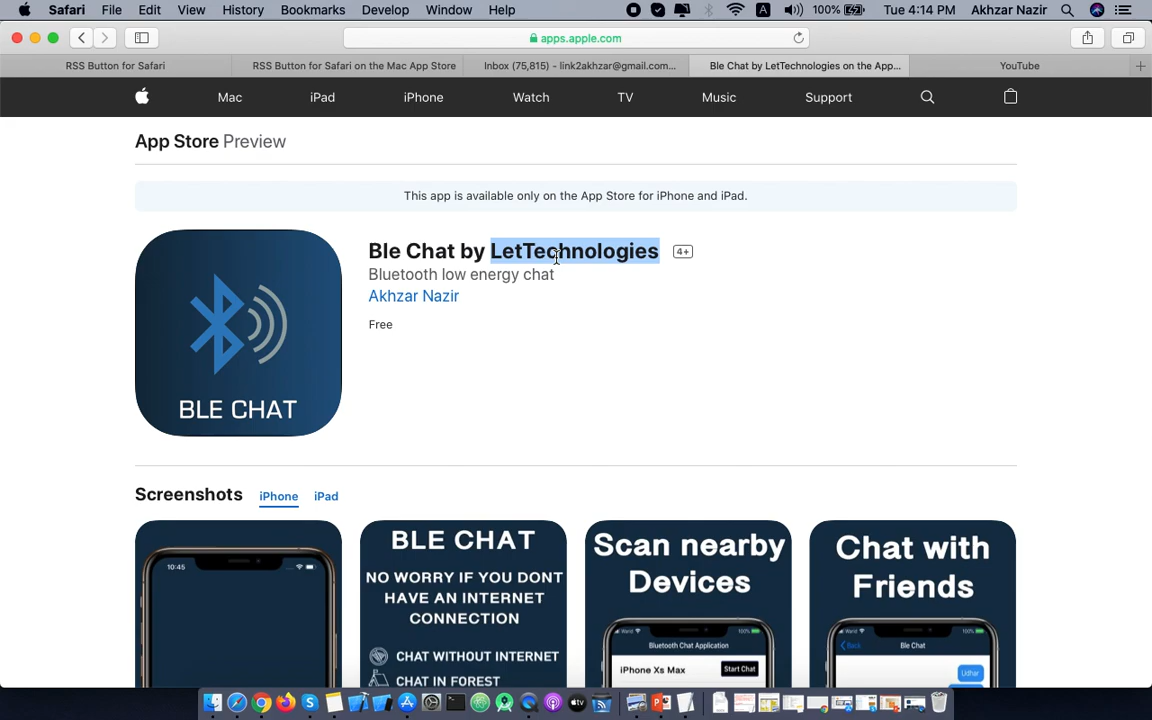 Safari File Edit View History Bookmarks Develop Window Help 100% Tue 4:14 PM Akhzar Nazir
apps.apple.com
RSS Button for Safari RSS Button for Safari on the Mac App Store Inbox (75,815) - link2akhzar@gmail.com... Ble Chat by LetTechnologies on the App... YouTube
Mac iPad iPhone Watch TV Music Support
App Store Preview
This app is available only on the App Store for iPhone and iPad.
Ble Chat by LetTechnologies 4+
Bluetooth low energy chat
Akhzar Nazir
Free
BLE CHAT
Screenshots iPhone iPad
10:45
BLE CHAT
NO WORRY IF YOU DONT
HAVE AN INTERNET
CONNECTION
CHAT WITHOUT INTERNET
CHAT IN FOREST
Scan nearby
Devices
Bluetooth Chat Application
iPhone Xs Max Start Chat
Chat with
Friends
Back Ble Chat
Udhar